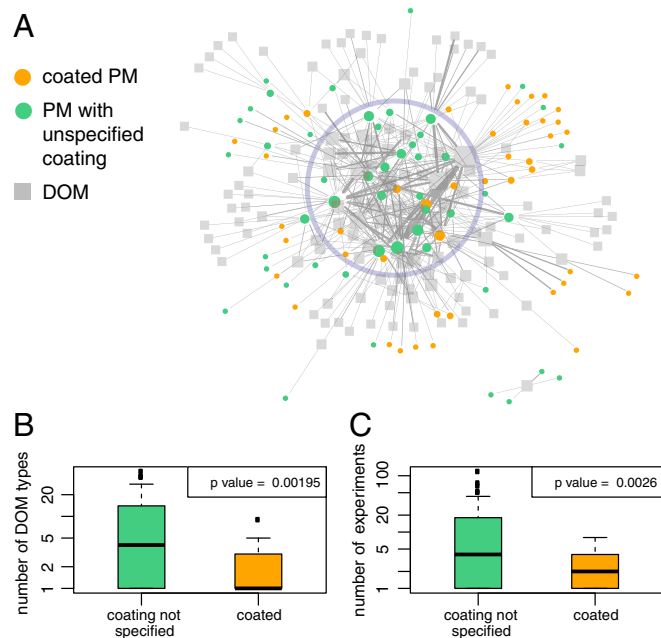 A
coated PM
PM with
unspecified
coating
DOM
B
number of DOM types
20
5
2
1
p value = 0.00195
coating not
specified
coated
C
number of experiments
100
20
5
1
p value = 0.0026
coating not
specified
coated